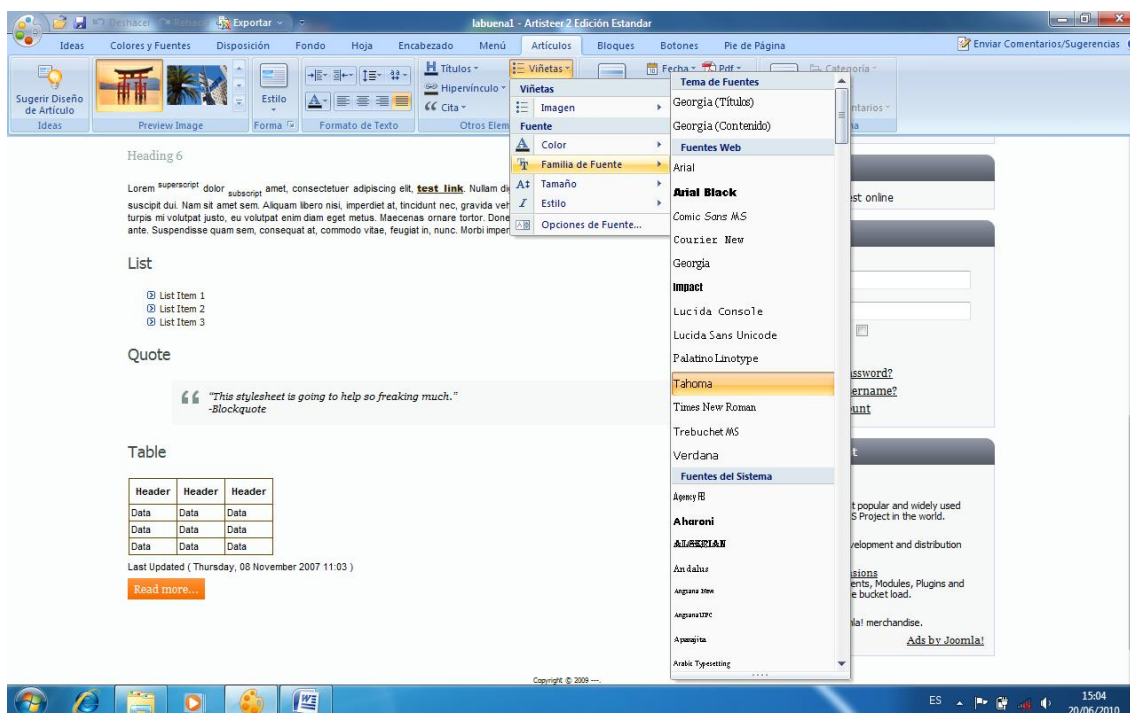 Deshacer Rehacer Exportar
labuena1 - Artisteer 2 Edición Estandar
Ideas Colores y Fuentes Disposición Fondo Hoja Encabezado Menú Artículos Bloques Botones Pie de Página Enviar Comentarios/Sugerencias
Sugerir Diseño
de Artículo
Ideas
Preview Image
Estilo
Forma
Formato de Texto
Títulos
Hipervínculo
Cita
Otros Elem
Viñetas
Fecha Pdf
Categoría
ntarios
Viñetas
Imagen
Fuente
Color
Familia de Fuente
Tamaño
Estilo
Opciones de Fuente...
Tema de Fuentes
Georgia (Títulos)
Georgia (Contenido)
Fuentes Web
Arial
Arial Black
Comic Sans MS
Courier New
Georgia
Impact
Lucida Console
Lucida Sans Unicode
Palatino Linotype
Tahoma
Times New Roman
Trebuchet MS
Verdana
Fuentes del Sistema
Agency FB
Aharoni
ALGERIAN
Andalus
Angsana New
AngsanaUPC
Aparajita
Arabic Typesetting
Heading 6
Lorem superscript dolor subscript amet, consectetuer adipiscing elit, test link. Nullam di
suscipit dui. Nam sit amet sem. Aliquam libero nisi, imperdiet at, tincidunt nec, gravida veh
turpis mi volutpat justo, eu volutpat enim diam eget metus. Maecenas ornare tortor. Done
ante. Suspendisse quam sem, consequat at, commodo vitae, feugiat in, nunc. Morbi imper
List
List Item 1
List Item 2
List Item 3
Quote
“This stylesheet is going to help so freaking much.”
-Blockquote
Table
Header Header Header
Data Data Data
Data Data Data
Data Data Data
Last Updated ( Thursday, 08 November 2007 11:03 )
Read more...
est online
ssword?
ername?
unt
t
t popular and widely used
S Project in the world.
velopment and distribution
sions
ents, Modules, Plugins and
e bucket load.
la! merchandise.
Ads by Joomla!
Copyright © 2009 ---.
ES
15:04
20/06/2010